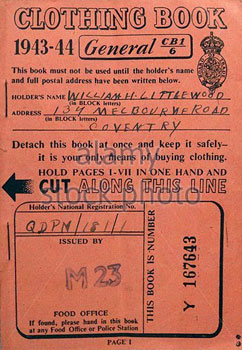 CLOTHING BOOK
1943-44 General CB1/6
This book must not be used until the holder's name
and full postal address have been written below.
HOLDER'S NAME WILLIAM H. LITTLEWOOD
(in BLOCK letters)
ADDRESS 134 MELBOURNE ROAD
(in BLOCK letters)
COVENTRY
Detach this book at once and keep it safely—
it is your only means of buying clothing.
HOLD PAGES I-VII IN ONE HAND AND
CUT ALONG THIS LINE
alamy
stock photo
Holder's National Registration No.
QDPM/181/1
ISSUED BY
M23
FOOD OFFICE
If found, please hand in this book
at any Food Office or Police Station
THIS BOOK IS NUMBER
Y 167643
PAGE I